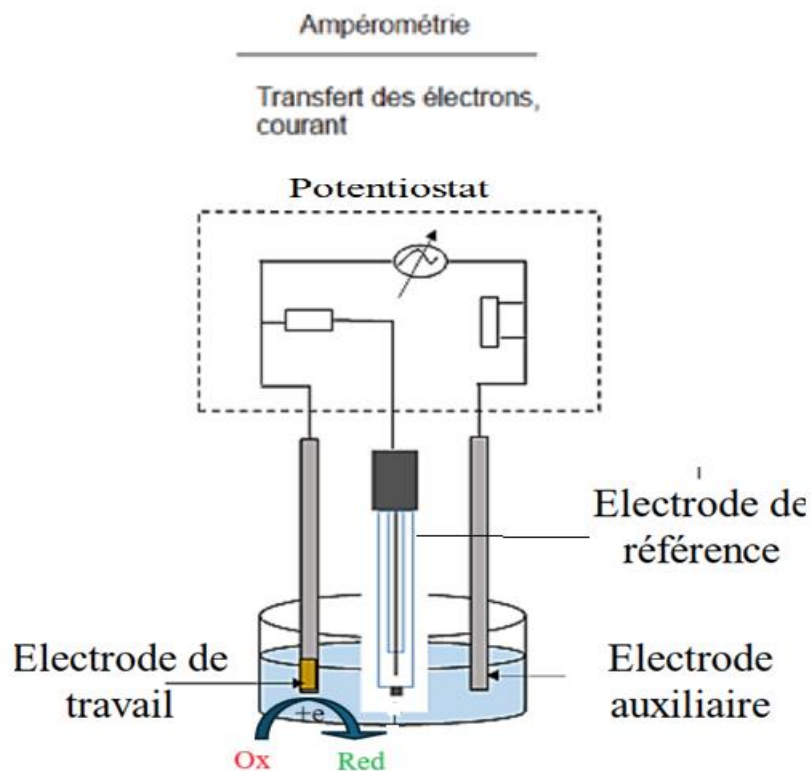 Ampérométrie
Transfert des électrons,
courant
Potentiostat
Electrode de
référence
Electrode de
travail
Electrode
auxiliaire
+e
Ox
Red